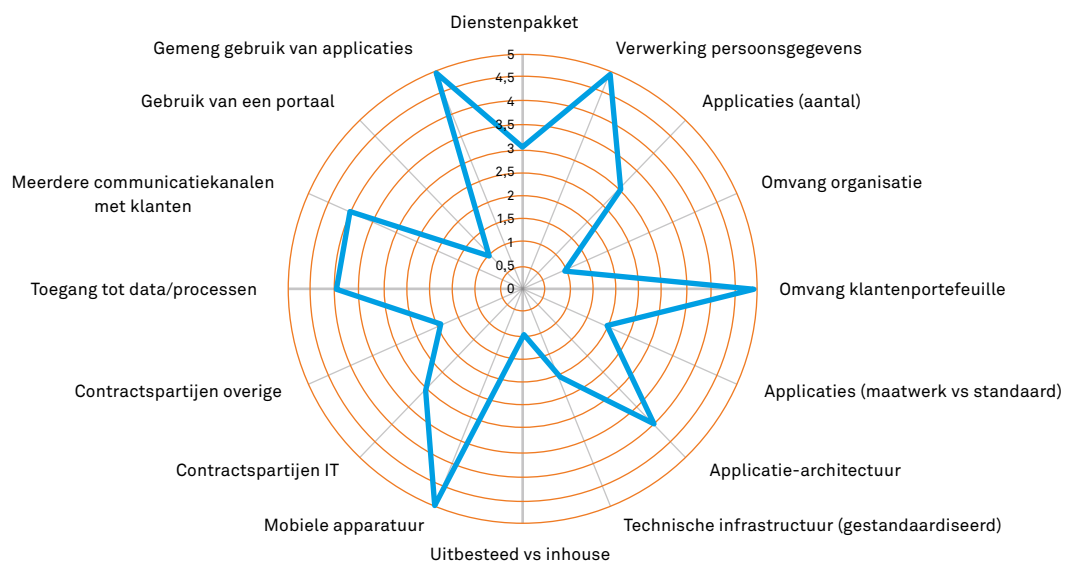 Dienstenpakket
Gemeng gebruik van applicaties
Verwerking persoonsgegevens
5
4,5
4
3,5
3
2,5
2
1,5
1
0,5
0
Gebruik van een portaal
Applicaties (aantal)
Meerdere communicatiekanalen
met klanten
Omvang organisatie
Toegang tot data/processen
Omvang klantenportefeuille
Contractspartijen overige
Applicaties (maatwerk vs standaard)
Contractspartijen IT
Applicatie-architectuur
Mobiele apparatuur
Technische infrastructuur (gestandaardiseerd)
Uitbesteed vs inhouse